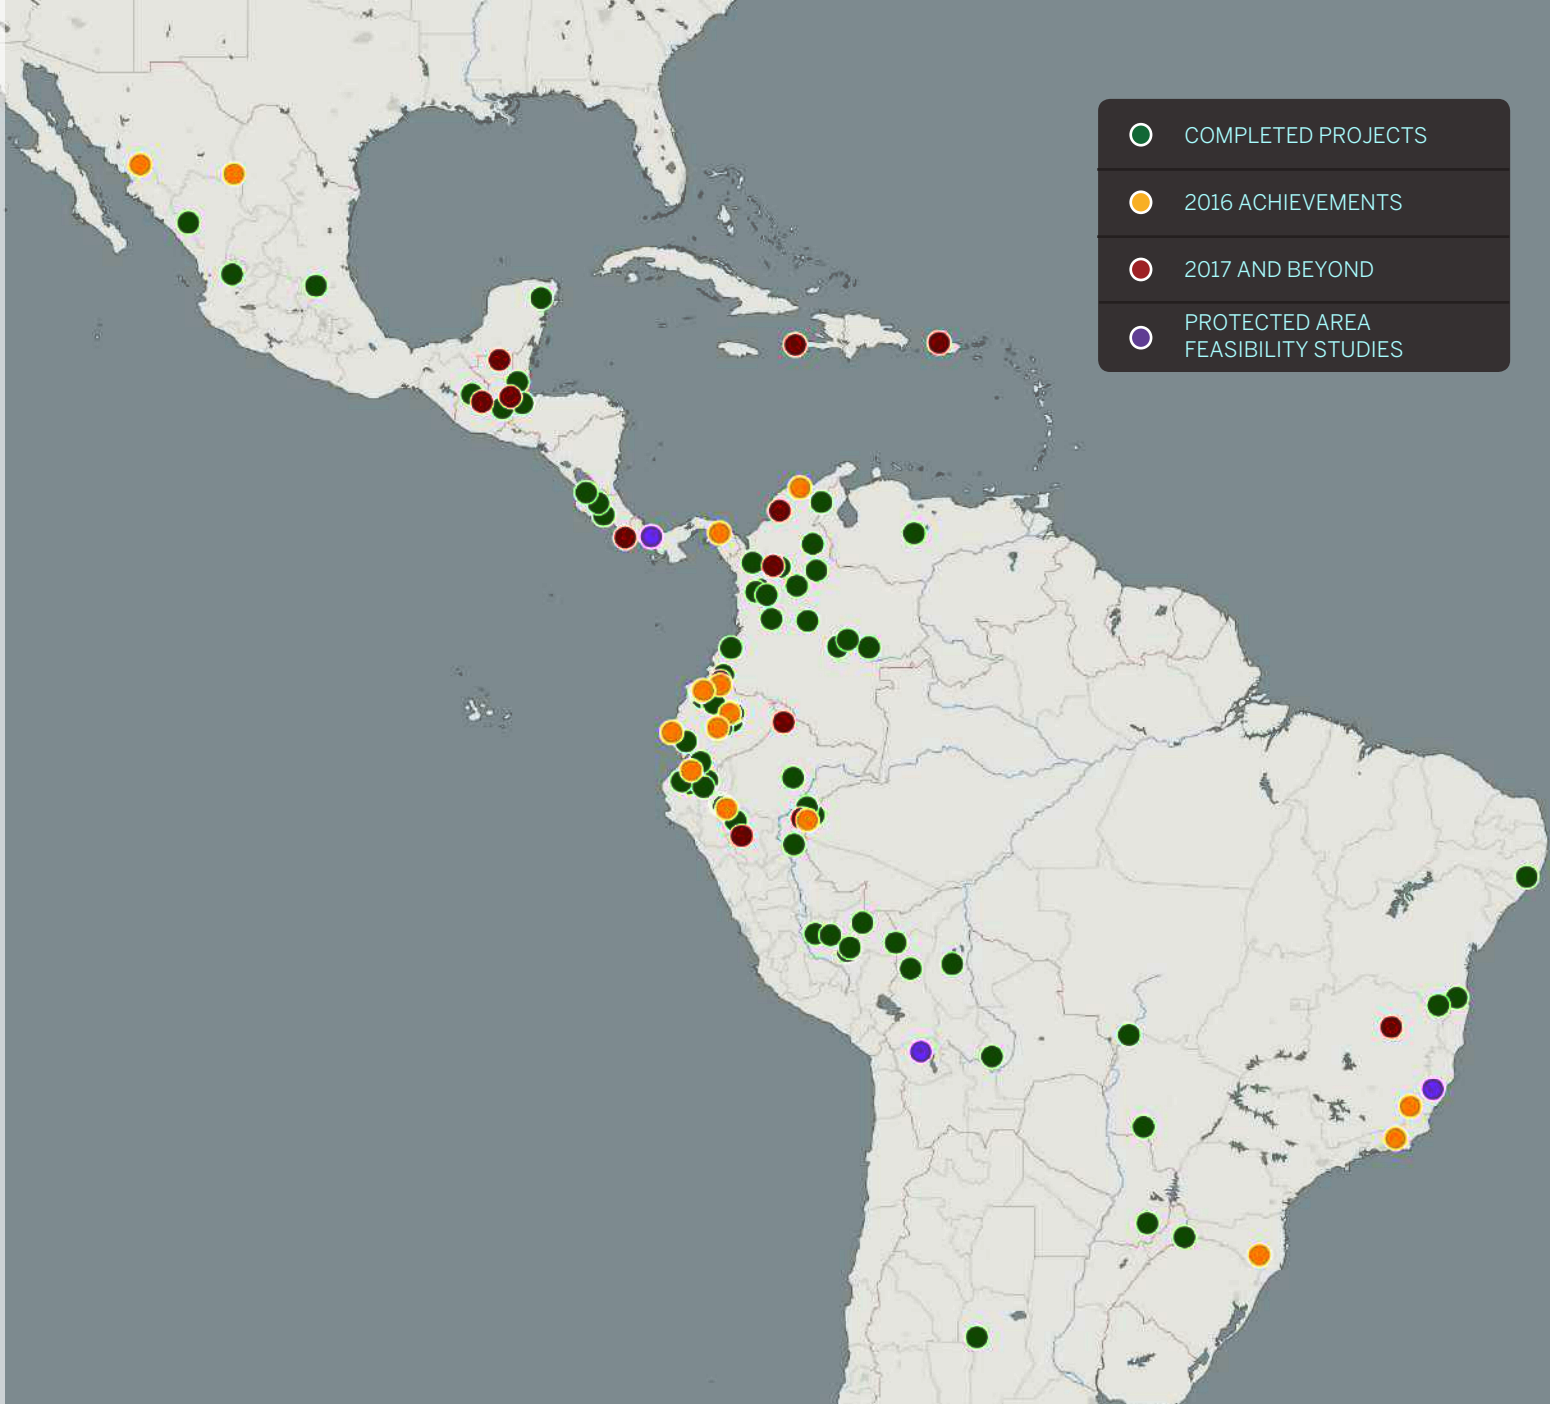 COMPLETED PROJECTS
2016 ACHIEVEMENTS
2017 AND BEYOND
PROTECTED AREA
FEASIBILITY STUDIES